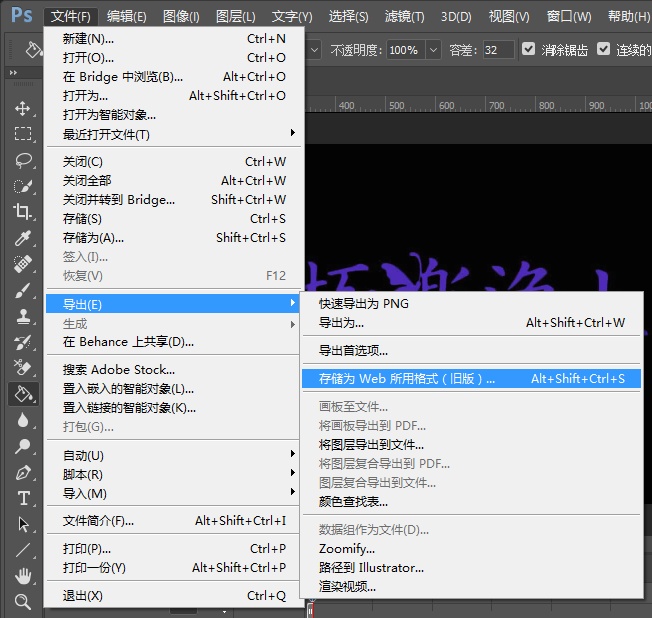 Ps 文件(F) 编辑(E) 图像(I) 图层(L) 文字(Y) 选择(S) 滤镜(T) 3D(D) 视图(V) 窗口(W) 帮助(H)
不透明度: 100% 容差: 32 消除锯齿 连续的
400 500 600 700 800 900
新建(N)... Ctrl+N
打开(O)... Ctrl+O
在 Bridge 中浏览(B)... Alt+Ctrl+O
打开为... Alt+Shift+Ctrl+O
打开为智能对象...
最近打开文件(T)
关闭(C) Ctrl+W
关闭全部 Alt+Ctrl+W
关闭并转到 Bridge... Shift+Ctrl+W
存储(S) Ctrl+S
存储为(A)... Shift+Ctrl+S
签入(I)...
恢复(V) F12
导出(E)
生成
在 Behance 上共享(D)...
搜索 Adobe Stock...
置入嵌入的智能对象(L)...
置入链接的智能对象(K)...
打包(G)...
自动(U)
脚本(R)
导入(M)
文件简介(F)... Alt+Shift+Ctrl+I
打印(P)... Ctrl+P
打印一份(Y) Alt+Shift+Ctrl+P
退出(X) Ctrl+Q
快速导出为 PNG
导出为... Alt+Shift+Ctrl+W
导出首选项...
存储为 Web 所用格式（旧版）... Alt+Shift+Ctrl+S
画板至文件...
将画板导出到 PDF...
将图层导出到文件...
将图层复合导出到 PDF...
图层复合导出到文件...
颜色查找表...
数据组作为文件(D)...
Zoomify...
路径到 Illustrator...
渲染视频...